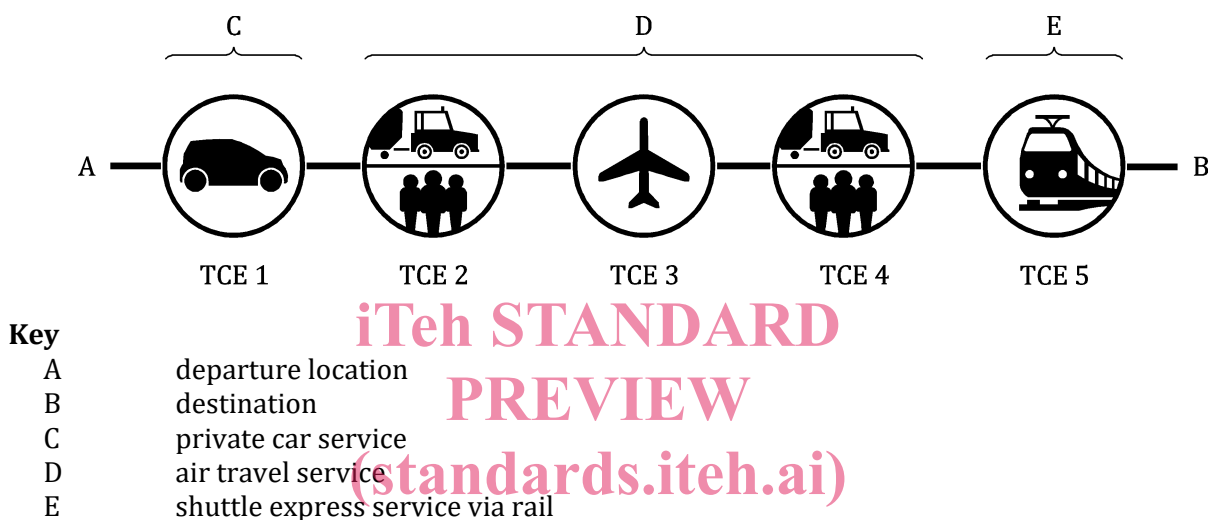 C D E
A B
TCE 1 TCE 2 TCE 3 TCE 4 TCE 5
iTeh STANDARD
Key
A departure location
PREVIEW
B destination
C private car service
D air travel service
(standards.iteh.ai)
E shuttle express service via rail